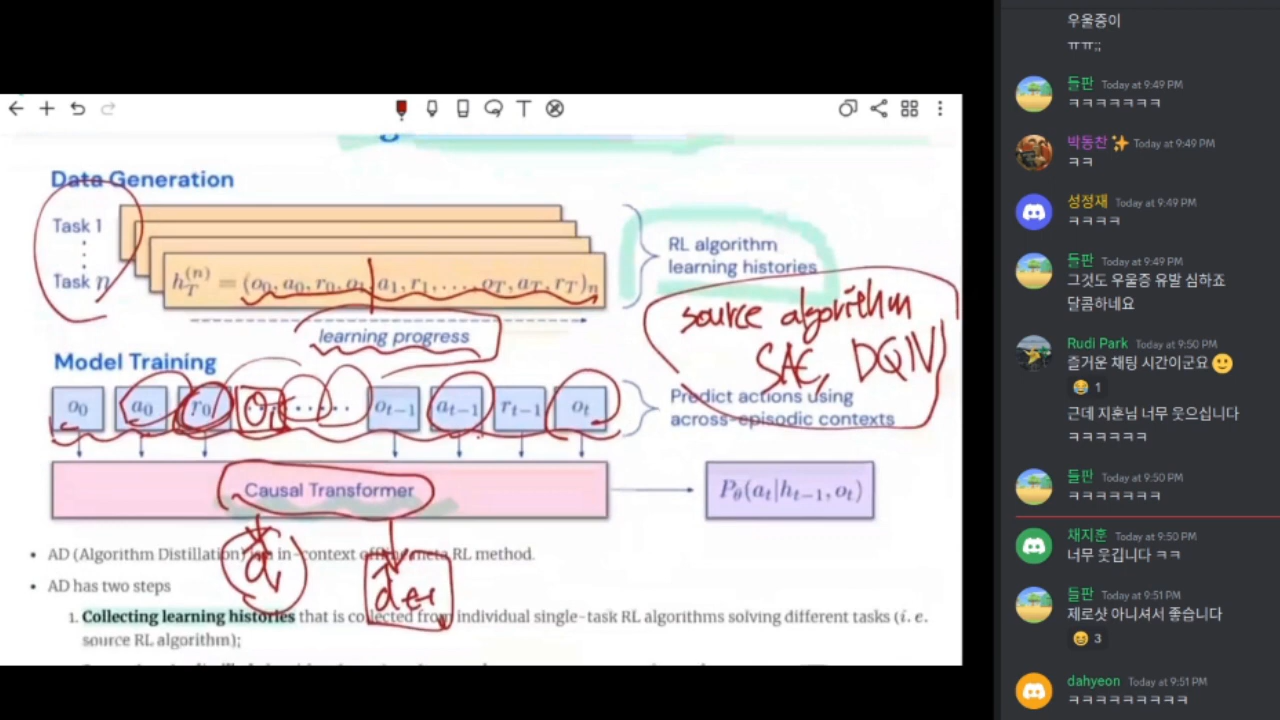 Data Generation
Task 1
Task n
h_T^{(n)} = (o_0, a_0, r_0, o_1, a_1, r_1, . . . , o_T, a_T, r_T)_n
RL algorithm
learning histories
learning progress
source algorithm
DQN
Model Training
o_0 a_0 r_0 o_1 . . . o_{t-1} a_{t-1} r_{t-1} o_t
Predict actions using
across-episodic contexts
Causal Transformer
P_θ(a_t|h_{t-1}, o_t)
• AD (Algorithm Distillation) in-context offline meta RL method.
• AD has two steps
1. Collecting learning histories that is collected from individual single-task RL algorithms solving different tasks (i. e.
source RL algorithm);
우울중이
ㅠㅠ;;
들판 Today at 9:49 PM
ㅋㅋㅋㅋㅋㅋㅋ
박동찬 Today at 9:49 PM
ㅋㅋ
성정재 Today at 9:49 PM
ㅋㅋㅋㅋ
들판 Today at 9:49 PM
그것도 우울증 유발 심하죠
달콤하네요
Rudi Park Today at 9:50 PM
즐거운 채팅 시간이군요 🙂
😂 1
근데 지훈님 너무 웃으십니다
ㅋㅋㅋㅋㅋㅋ
들판 Today at 9:50 PM
ㅋㅋㅋㅋㅋㅋㅋ
채지훈 Today at 9:50 PM
너무 웃깁니다 ㅋㅋ
들판 Today at 9:51 PM
제로샷 아니셔서 좋습니다
😄 3
dahyeon Today at 9:51 PM
ㅋㅋㅋㅋㅋㅋㅋㅋㅋ